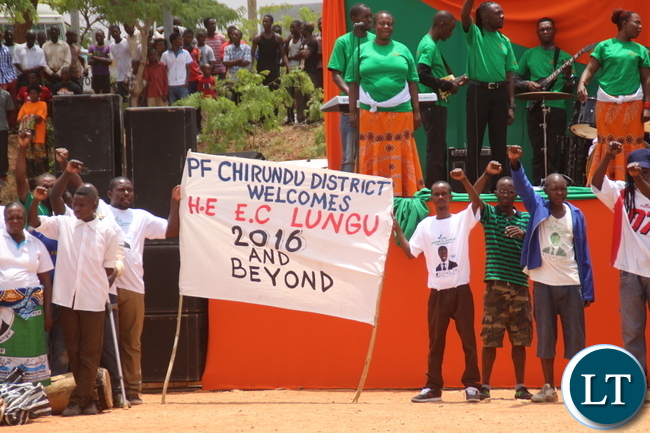 PF CHIRUNDU DISTRICT
WELCOMES
H.E E.C LUNGU
2016
AND
BEYOND
LT